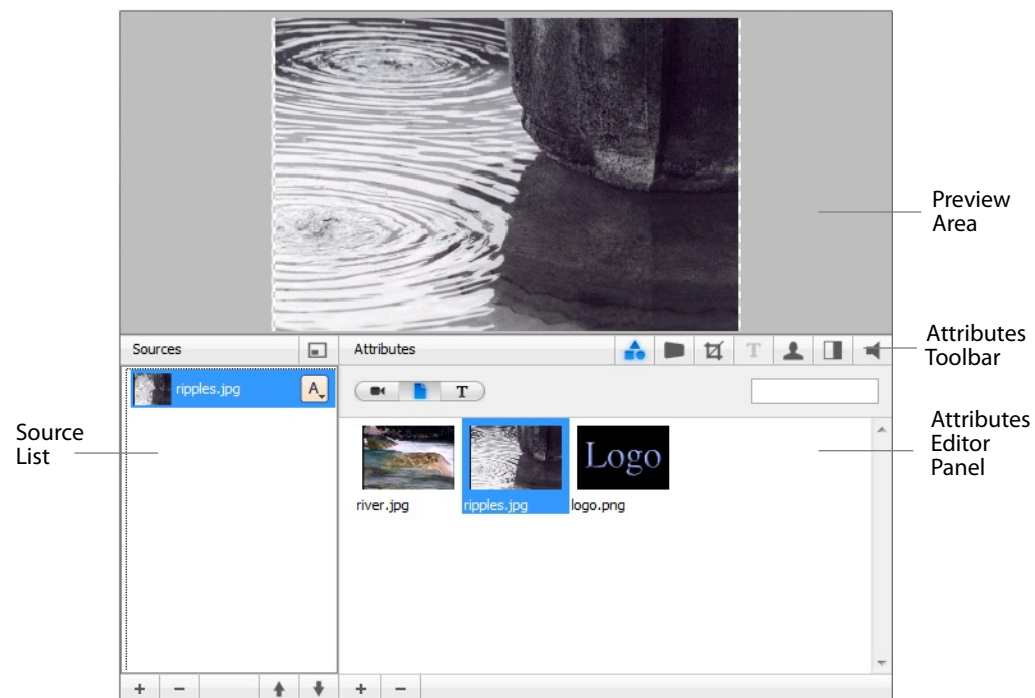 Preview
Area
Sources
Attributes
T
Attributes
Toolbar
ripples.jpg
A
T
Source
List
Logo
Attributes
Editor
Panel
river.jpg
ripples.jpg
logo.png